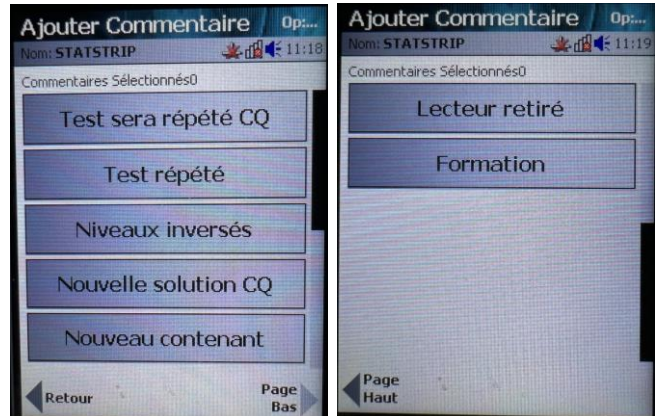 Ajouter Commentaire Op:...
Nom: STATSTRIP 11:18
Commentaires Sélectionnés0
Test sera répété CQ
Test répété
Niveaux inversés
Nouvelle solution CQ
Nouveau contenant
Retour
Page
Bas
Ajouter Commentaire Op:...
Nom: STATSTRIP 11:19
Commentaires Sélectionnés0
Lecteur retiré
Formation
Page
Haut